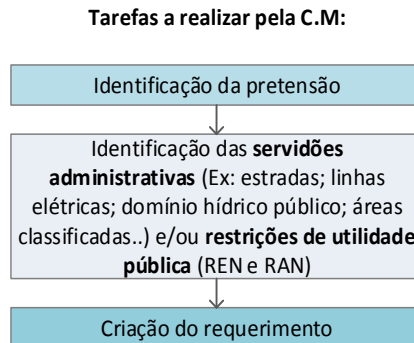 Tarefas a realizar pela C.M:
Identificação da pretensão
Identificação das servidões
administrativas (Ex: estradas; linhas
elétricas; domínio hídrico público; áreas
classificadas..) e/ou restrições de utilidade
pública (REN e RAN)
Criação do requerimento